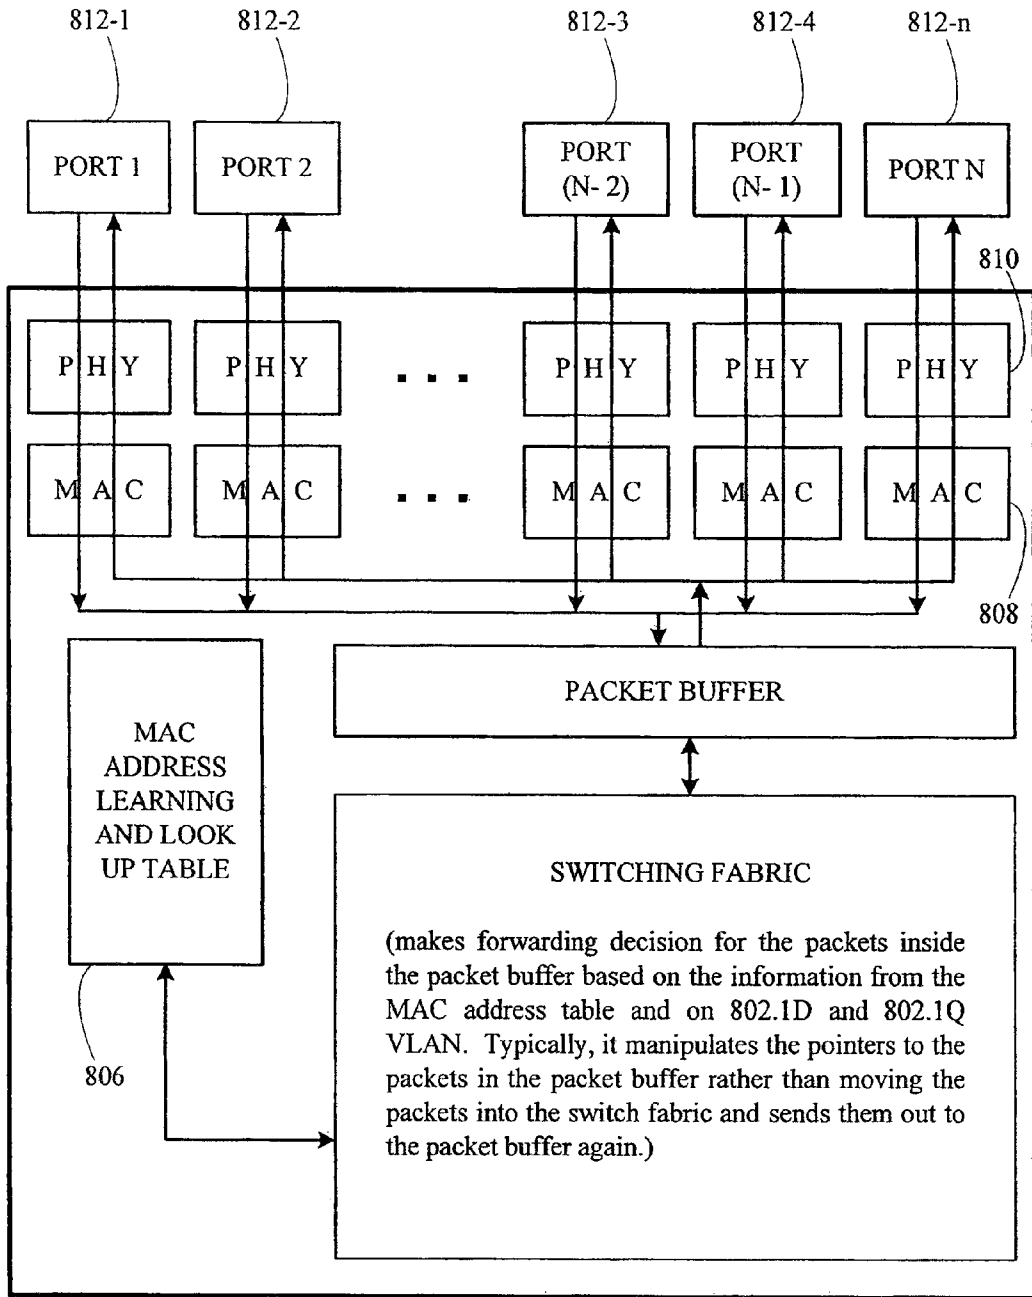 812-1 812-2 812-3 812-4 812-n
PORT 1 PORT 2 PORT (N- 2) PORT (N- 1) PORT N
810
P H Y P H Y . . . P H Y P H Y P H Y
M A C M A C . . . M A C M A C M A C
808
MAC
ADDRESS
LEARNING
AND LOOK
UP TABLE
806
PACKET BUFFER
SWITCHING FABRIC
(makes forwarding decision for the packets inside
the packet buffer based on the information from the
MAC address table and on 802.1D and 802.1Q
VLAN. Typically, it manipulates the pointers to the
packets in the packet buffer rather than moving the
packets into the switch fabric and sends them out to
the packet buffer again.)